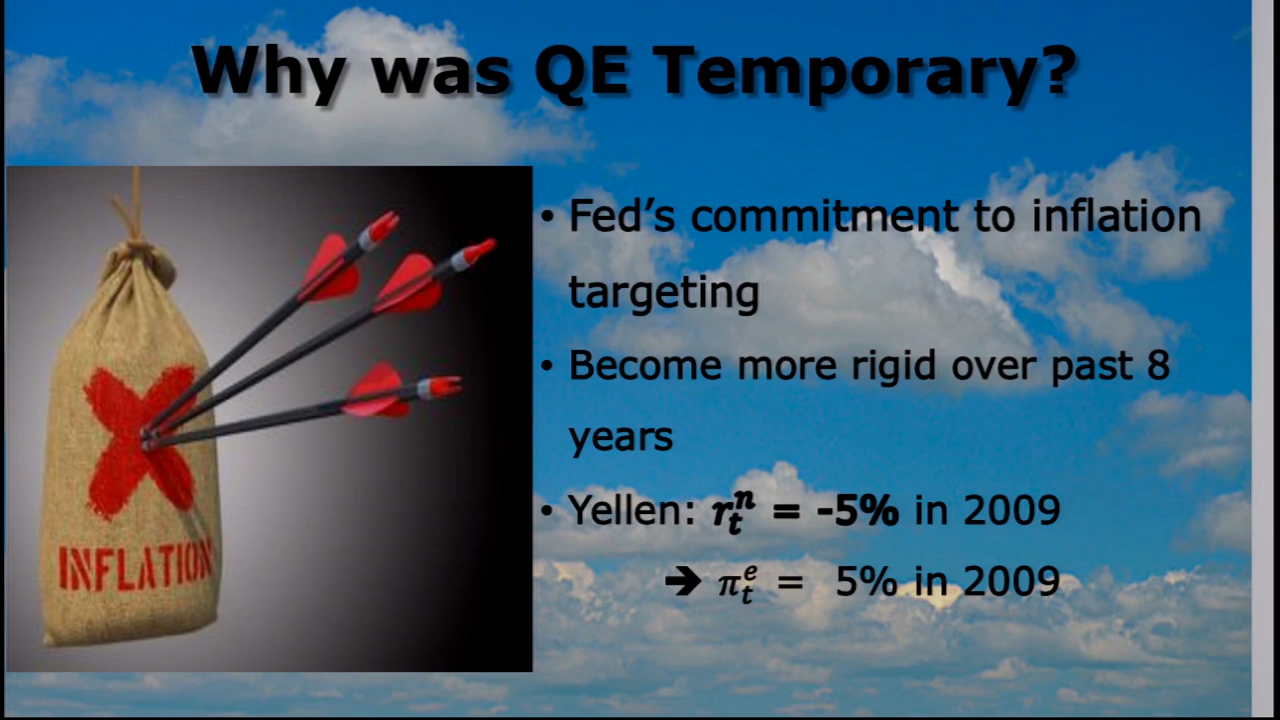 Why was QE Temporary?
• Fed's commitment to inflation
targeting
• Become more rigid over past 8
years
• Yellen: rₜⁿ = -5% in 2009
➔ πₜᵉ = 5% in 2009
INFLATION